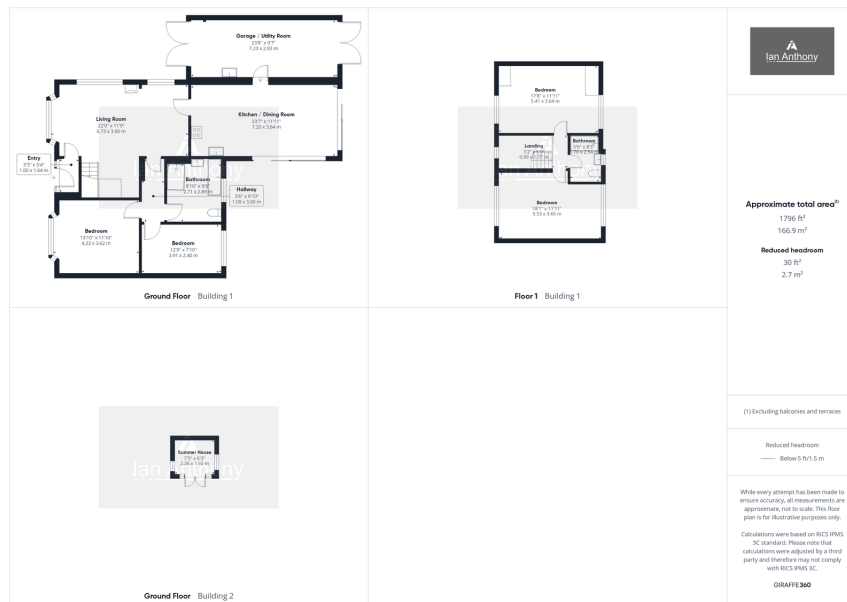 Garage / Utility Room
23'8" x 9'7"
7.23 x 2.93 m
Living Room
22'0" x 11'9"
6.73 x 3.60 m
Kitchen / Dining Room
23'7" x 11'11"
7.20 x 3.64 m
Entry
3'3" x 5'4"
1.00 x 1.64 m
Bathroom
8'10" x 9'5"
2.71 x 2.89 m
Hallway
3'6" x 9'10"
1.09 x 3.00 m
Bedroom
13'10" x 11'10"
4.23 x 3.62 m
Bedroom
12'9" x 7'10"
3.91 x 2.40 m
Ground Floor Building 1
Bedroom
17'8" x 11'11"
5.41 x 3.64 m
Landing
Bathroom
Bedroom
18'1" x 11'11"
5.53 x 3.65 m
Floor 1 Building 1
Summer House
7'5" x 6'3"
2.26 x 1.92 m
Ian Anthony
Ground Floor Building 2
Ian Anthony
Approximate total area(1)
1796 ft²
166.9 m²
Reduced headroom
30 ft²
2.7 m²
(1) Excluding balconies and terraces
Reduced headroom
Below 5 ft/1.5 m
While every attempt has been made to
ensure accuracy, all measurements are
approximate, not to scale. This floor
plan is for illustrative purposes only.
Calculations were based on RICS IPMS
3C standard. Please note that
calculations were adjusted by a third
party and therefore may not comply
with RICS IPMS 3C.
GIRAFFE360